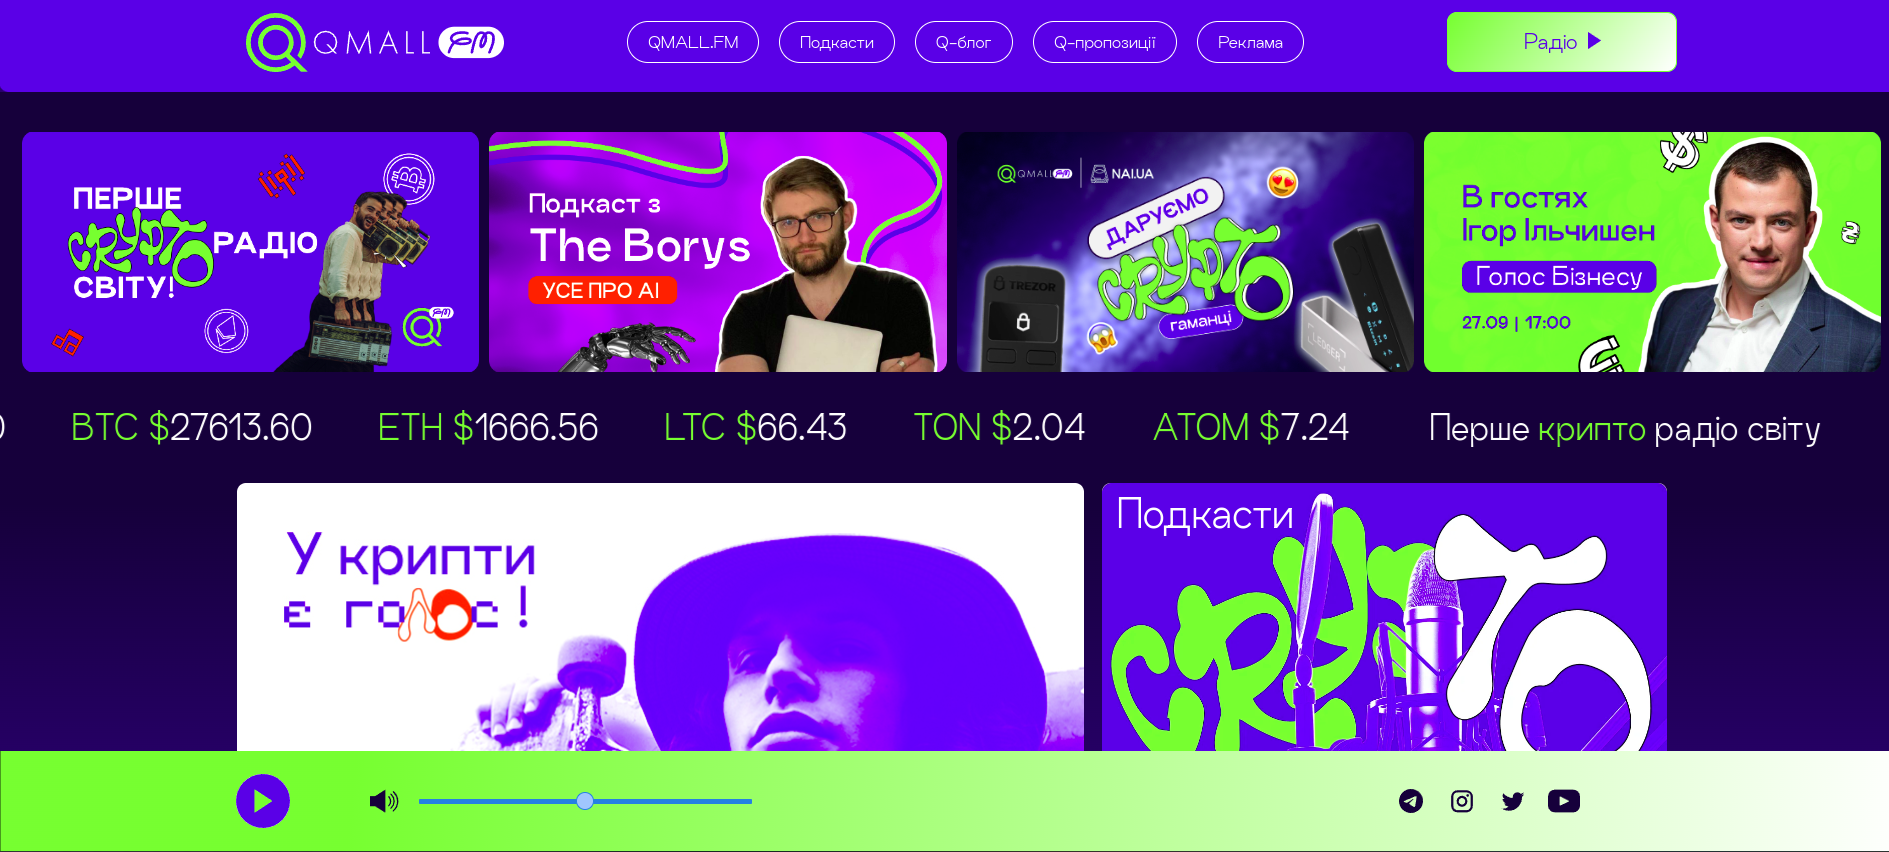 QMALL FM
QMALL.FM
Подкасти
Q-блог
Q-пропозиції
Реклама
Радіо
ПЕРШЕ
CRYPTO РАДІО
СВІТУ!
FM
Подкаст з
The Borys
УСЕ ПРО AI
QMALL FM
NAI.UA
ДАРУЄМО
CRYPTO
гаманці
TREZOR
LEDGER
В гостях
Ігор Ільчишен
Голос Бізнесу
27.09 | 17:00
0
BTC $27613.60
ETH $1666.56
LTC $66.43
TON $2.04
ATOM $7.24
Перше крипто радіо світу
У крипти
є голос!
Подкасти
CRYPTO